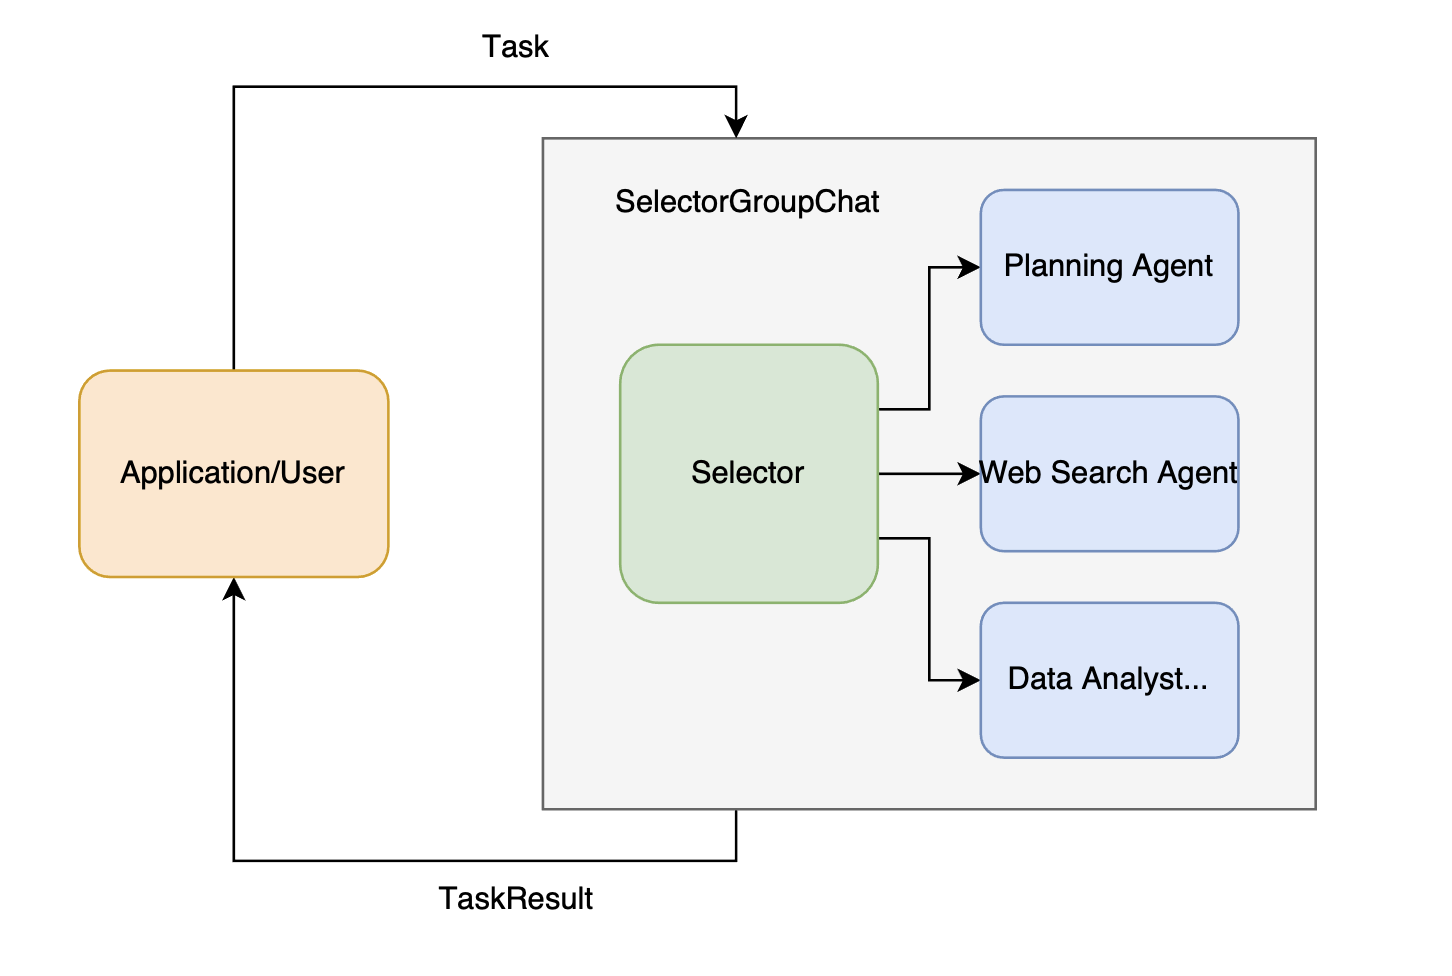 Task
SelectorGroupChat
Planning Agent
Application/User
Selector
Web Search Agent
Data Analyst...
TaskResult